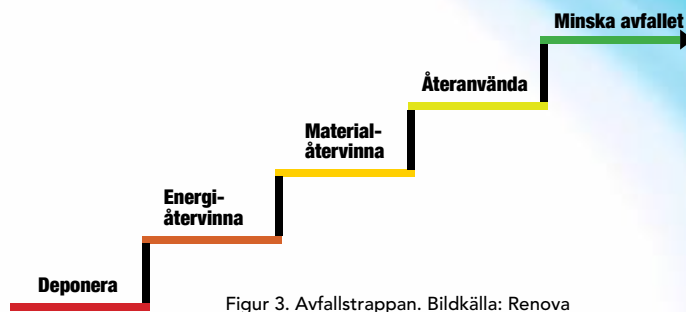 Minska avfallet
Återanvända
Material-
återvinna
Energi-
återvinna
Deponera
Figur 3. Avfallstrappan. Bildkälla: Renova